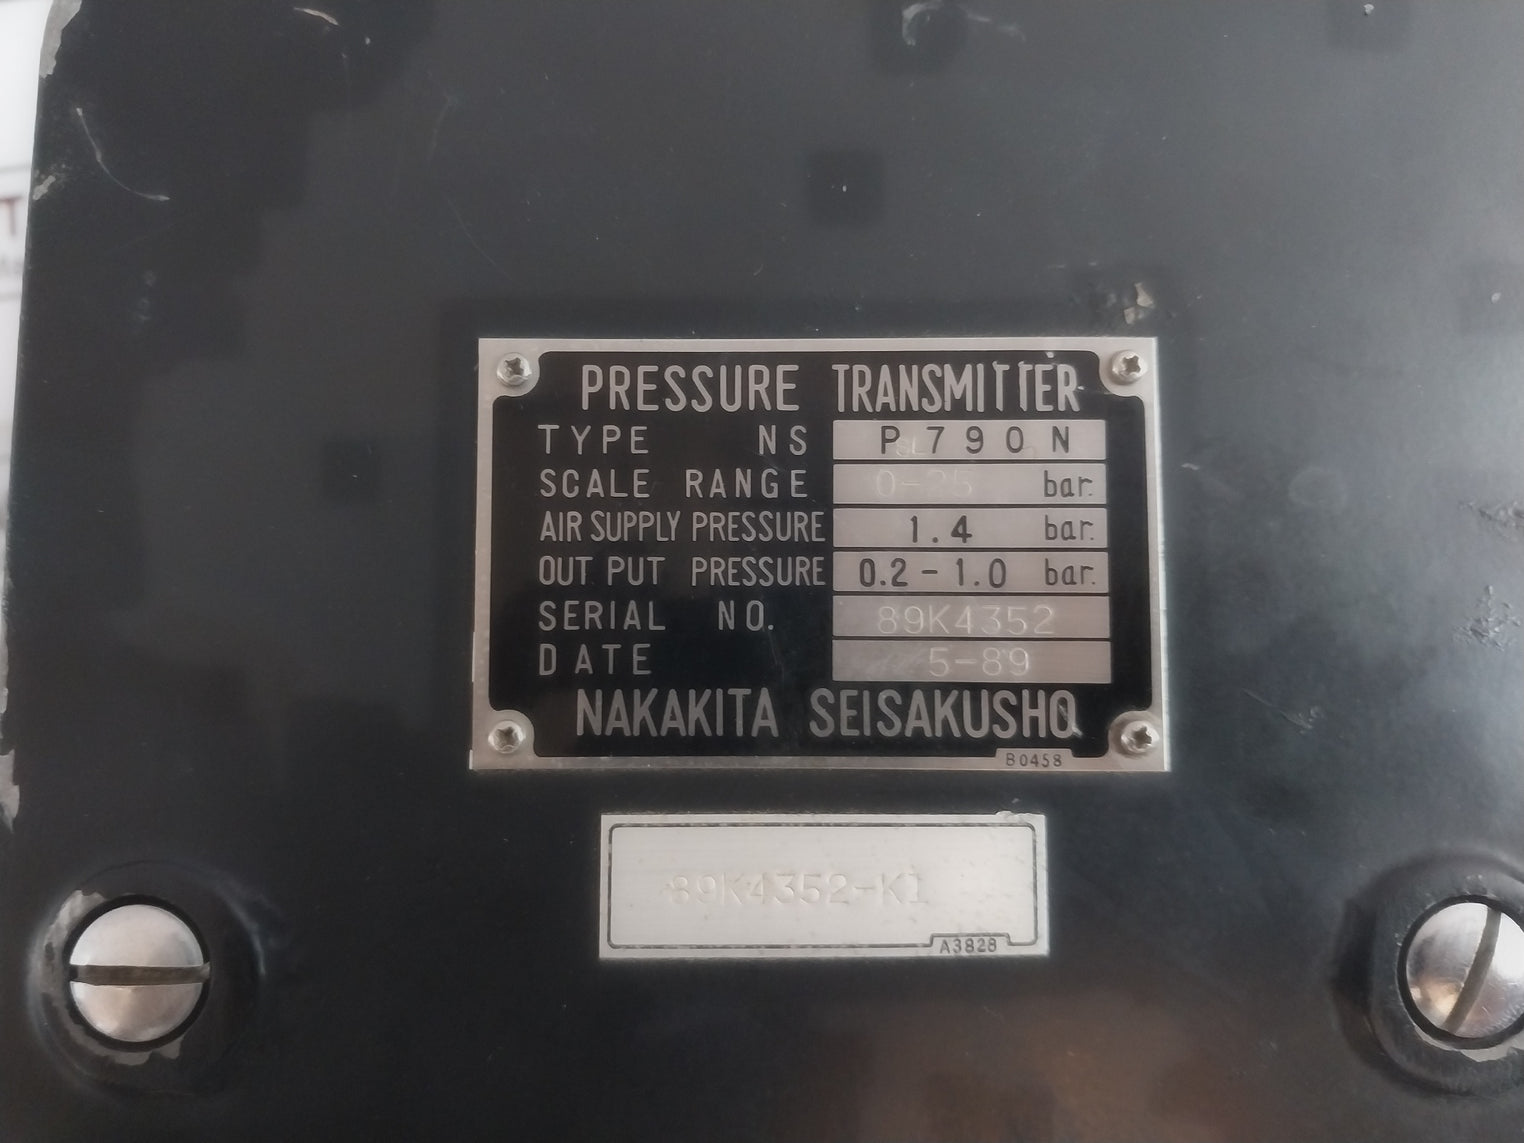 PRESSURE TRANSMITTER
TYPE NS P 790N
SCALE RANGE 0-25 bar.
AIR SUPPLY PRESSURE 1.4 bar.
OUT PUT PRESSURE 0.2-1.0 bar.
SERIAL NO. 89K4352
DATE 5-89
NAKAKITA SEISAKUSHO
B0458
89K4352-K1
A3828